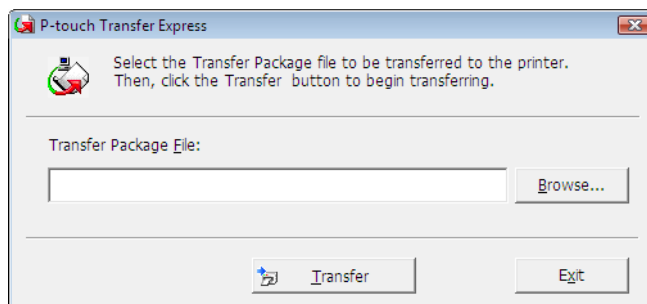 P-touch Transfer Express
Select the Transfer Package file to be transferred to the printer.
Then, click the Transfer button to begin transferring.
Transfer Package File:
Browse...
Transfer
Exit